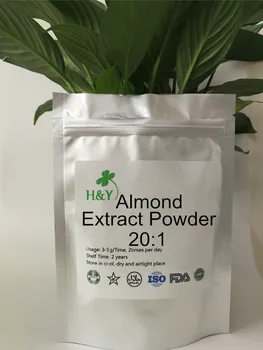 H&Y Almond
Extract Powder
20:1
Usage: 3-5g/Time, 2times per day
Shelf Time: 2 years
Store in cool, dry and airtight place
ISO FDA